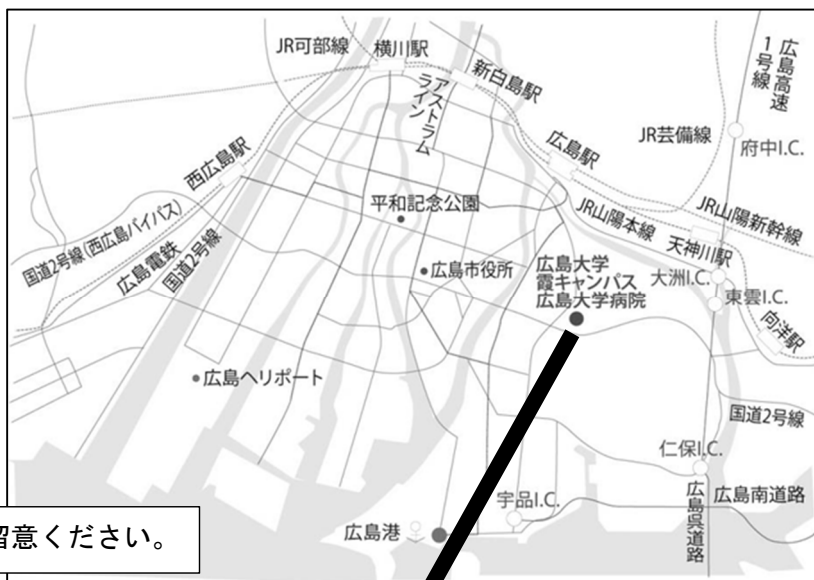 JR可部線
横川駅
新白島駅
アストラム
ライン
広島高速
1号線
JR芸備線
府中I.C.
広島駅
西広島駅
平和記念公園
JR山陽本線
JR山陽新幹線
天神川駅
国道2号線(西広島バイパス)
広島電鉄
国道2号線
広島市役所
広島大学
霞キャンパス
広島大学病院
大洲I.C.
東雲I.C.
向洋駅
広島ヘリポート
国道2号線
仁保I.C.
広島呉道路
広島南道路
宇品I.C.
広島港
留意ください。